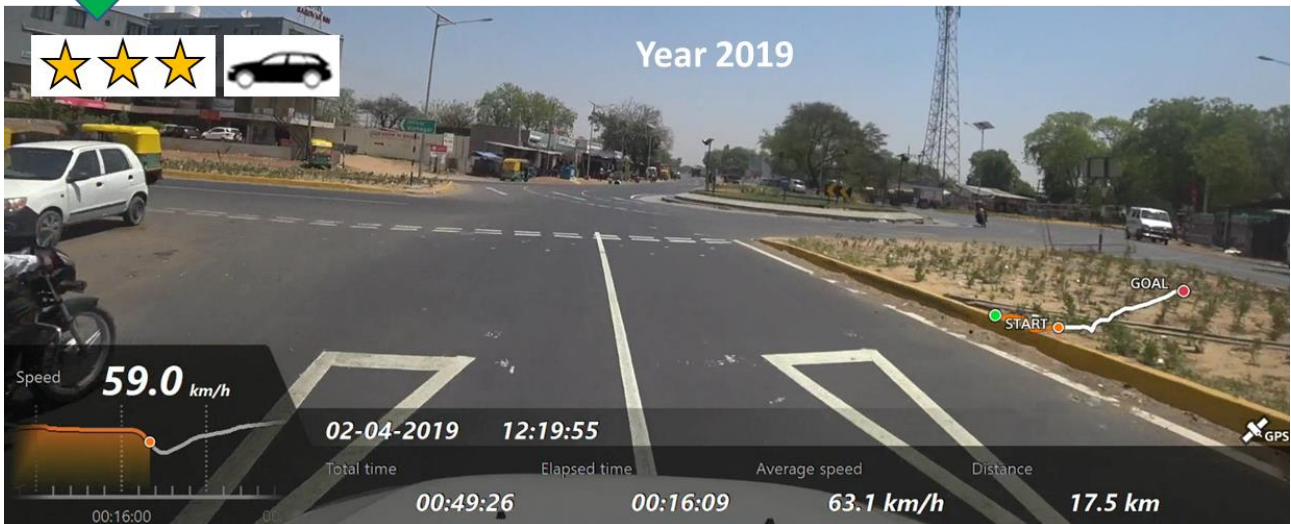 Year 2019
GOAL
START
Speed
59.0 km/h
02-04-2019 12:19:55
GPS
Total time Elapsed time Average speed Distance
00:49:26 00:16:09 63.1 km/h 17.5 km
00:16:00